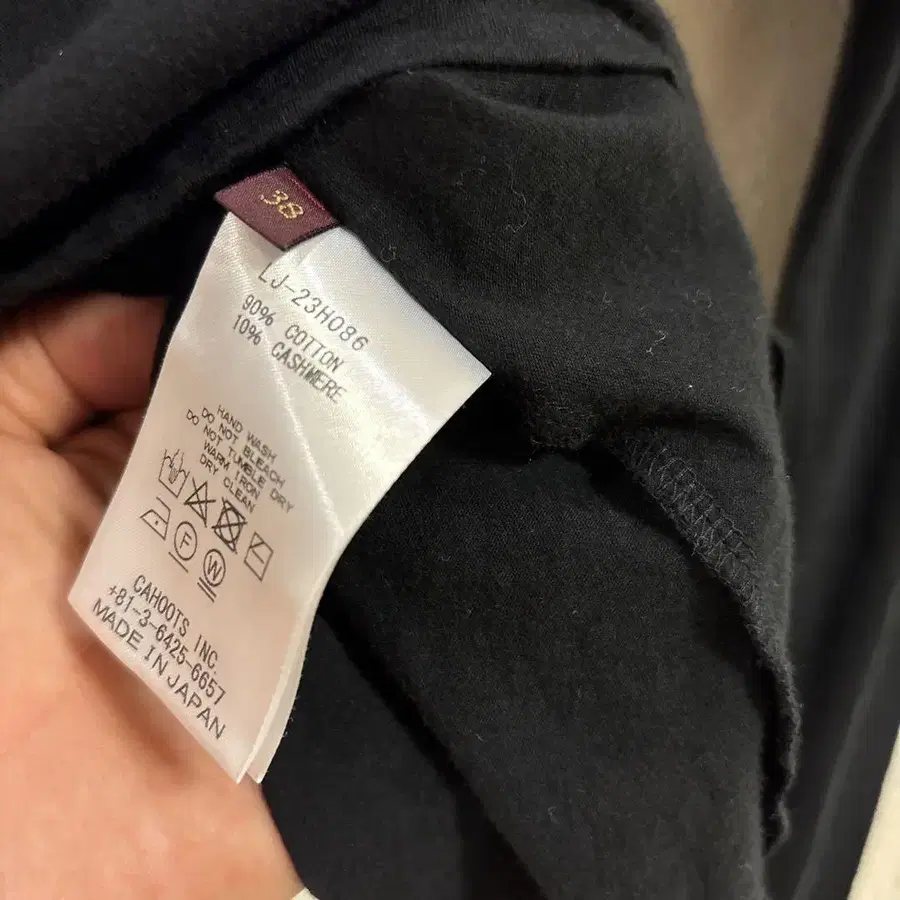 38
LJ-23H086
90% COTTON
10% CASHMERE
HAND WASH
DO NOT BLEACH
DO NOT TUMBLE DRY
WARM IRON
DRY CLEAN
F W
CAHOOTS INC.
+81-3-6425-6657
MADE IN JAPAN